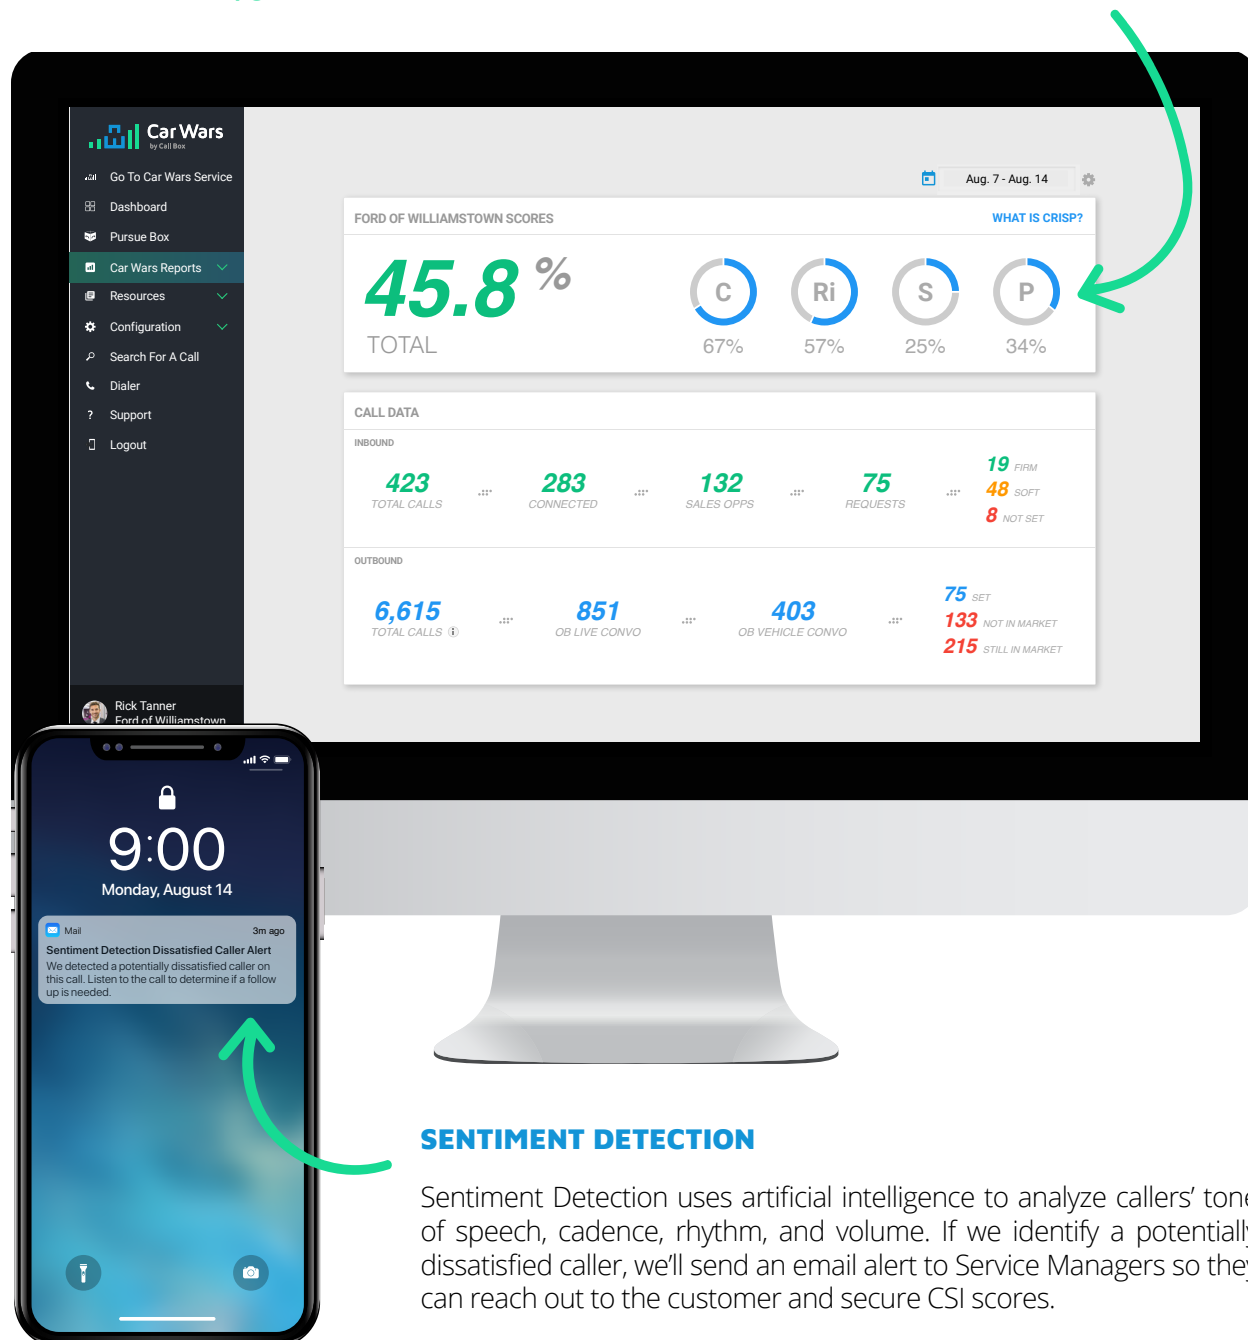 Car Wars
by Call Box
Go To Car Wars Service
Dashboard
Pursue Box
Car Wars Reports
Resources
Configuration
Search For A Call
Dialer
? Support
Logout
Rick Tanner
Ford of Williamstown
Aug. 7 - Aug. 14
FORD OF WILLIAMSTOWN SCORES
WHAT IS CRISP?
45.8 %
TOTAL
C Ri S P
67% 57% 25% 34%
CALL DATA
INBOUND
423 283 132 75
TOTAL CALLS CONNECTED SALES OPPS REQUESTS
19 FIRM
48 SOFT
8 NOT SET
OUTBOUND
6,615 851 403
TOTAL CALLS i OB LIVE CONVO OB VEHICLE CONVO
75 SET
133 NOT IN MARKET
215 STILL IN MARKET
9:00
Monday, August 14
Mail 3m ago
Sentiment Detection Dissatisfied Caller Alert
We detected a potentially dissatisfied caller on
this call. Listen to the call to determine if a follow
up is needed.
SENTIMENT DETECTION
Sentiment Detection uses artificial intelligence to analyze callers’ tone
of speech, cadence, rhythm, and volume. If we identify a potentially
dissatisfied caller, we’ll send an email alert to Service Managers so they
can reach out to the customer and secure CSI scores.